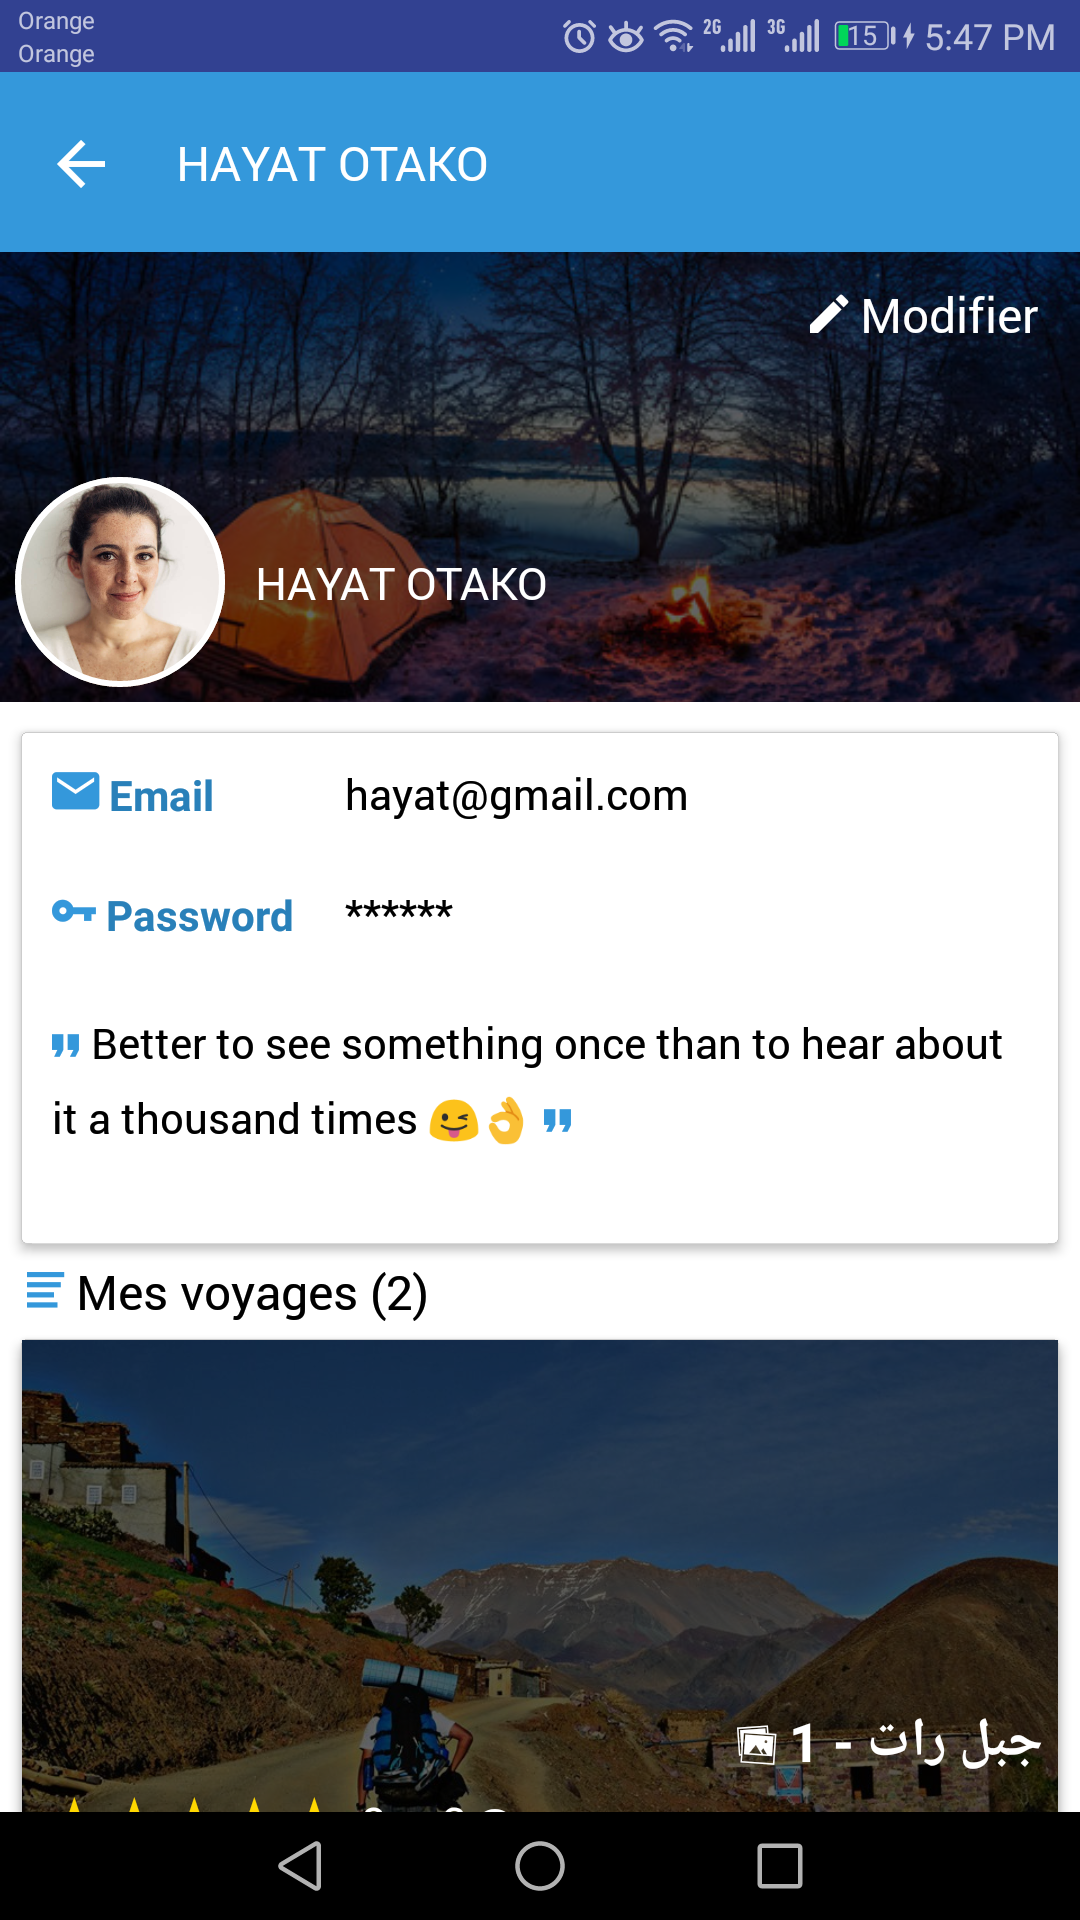 Orange
Orange
2G 3G 15 5:47 PM
HAYAT OTAKO
Modifier
HAYAT OTAKO
Email hayat@gmail.com
Password ******
Better to see something once than to hear about
it a thousand times 😜👌
Mes voyages (2)
جبل رات - 1